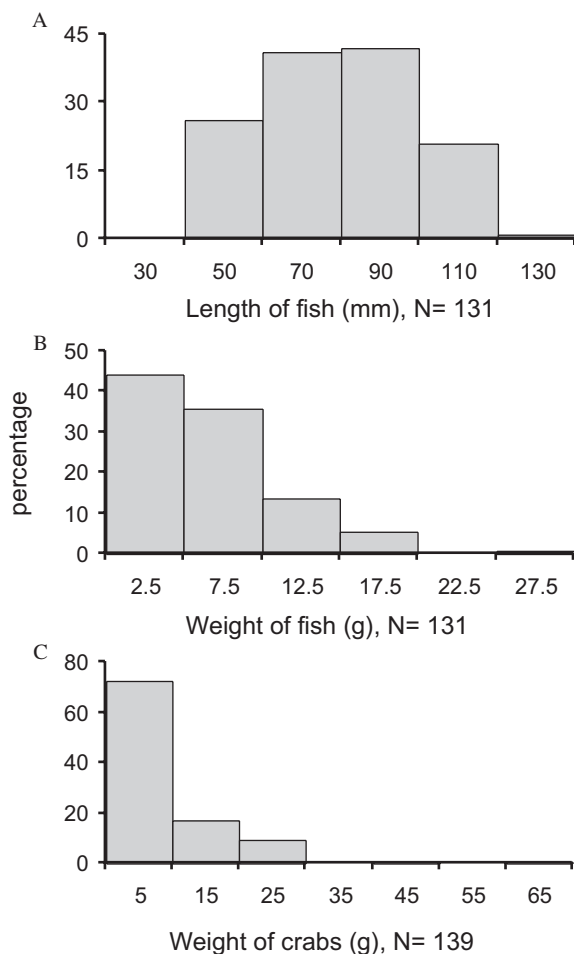 A
45
30
15
0
30 50 70 90 110 130
Length of fish (mm), N= 131
B
percentage
50
40
30
20
10
0
2.5 7.5 12.5 17.5 22.5 27.5
Weight of fish (g), N= 131
C
80
60
40
20
0
5 15 25 35 45 55 65
Weight of crabs (g), N= 139